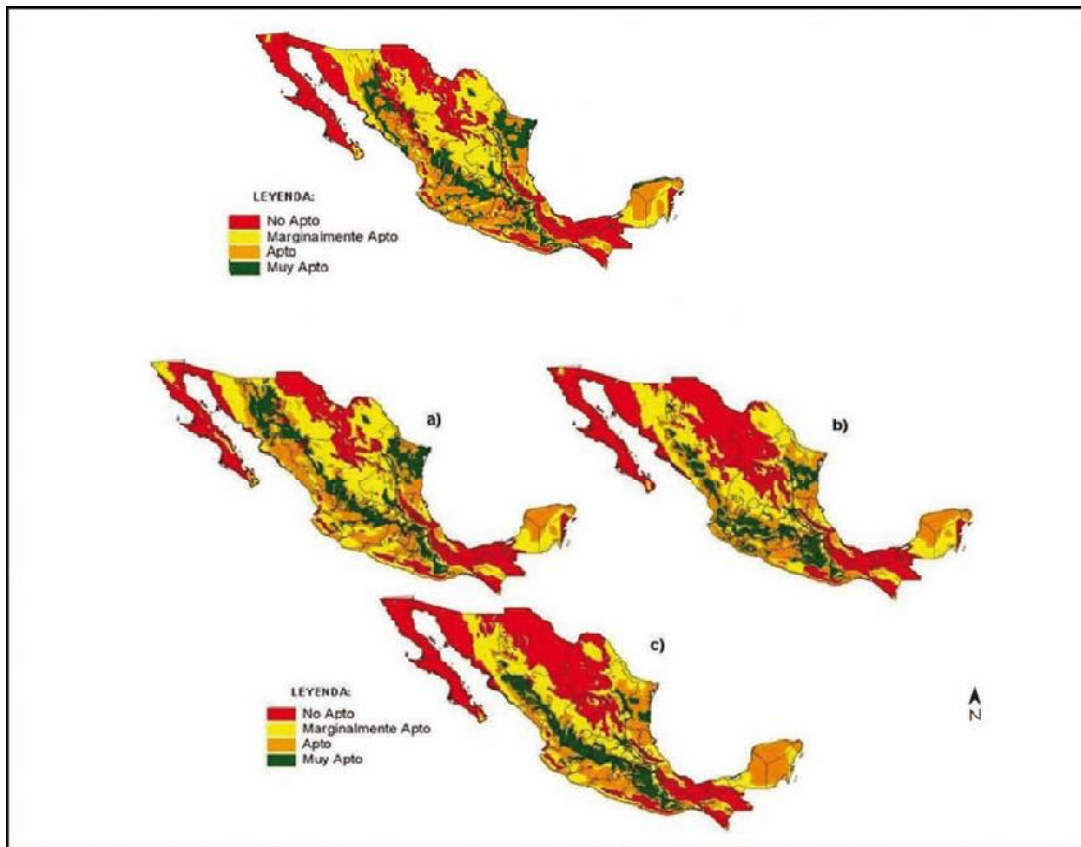 LEYENDA:
No Apto
Marginalmente Apto
Apto
Muy Apto
a)
b)
c)
LEYENDA:
No Apto
Marginalmente Apto
Apto
Muy Apto
N